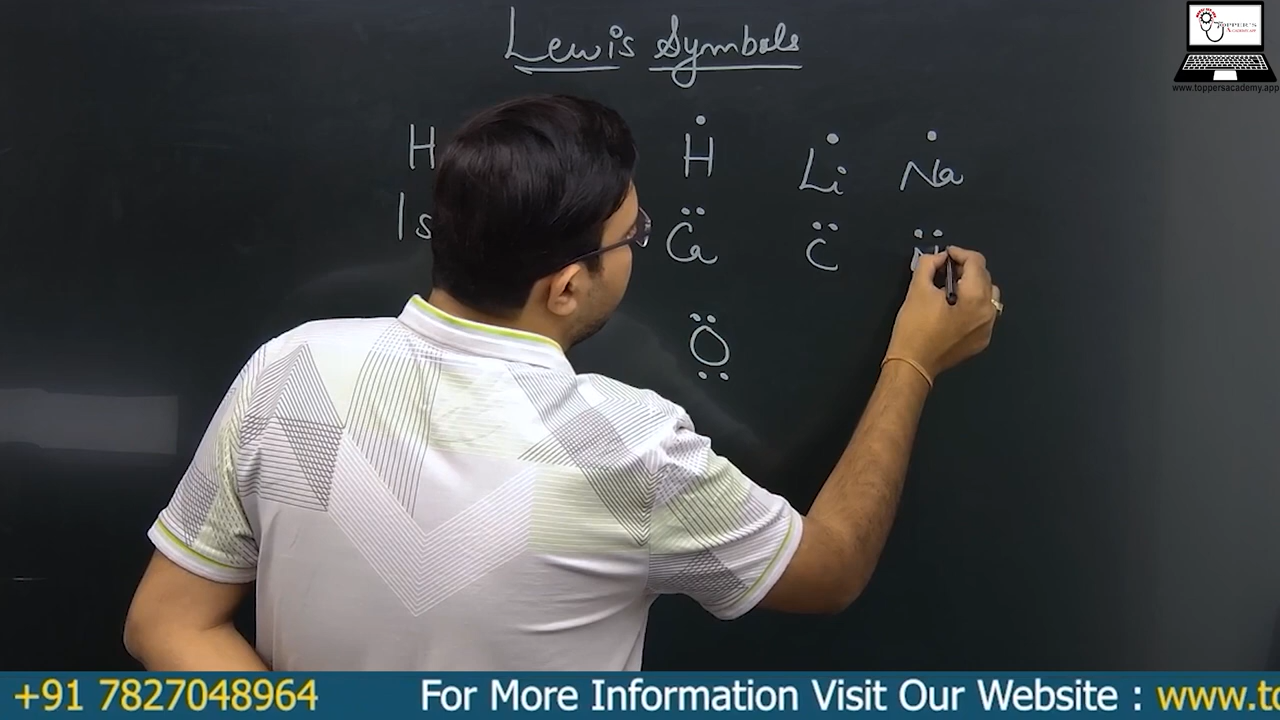 Lewis Symbols
H H Li Na
1s Ca C N
O
TOPPER'S
www.toppersacademy.app
+91 7827048964 For More Information Visit Our Website : www.to